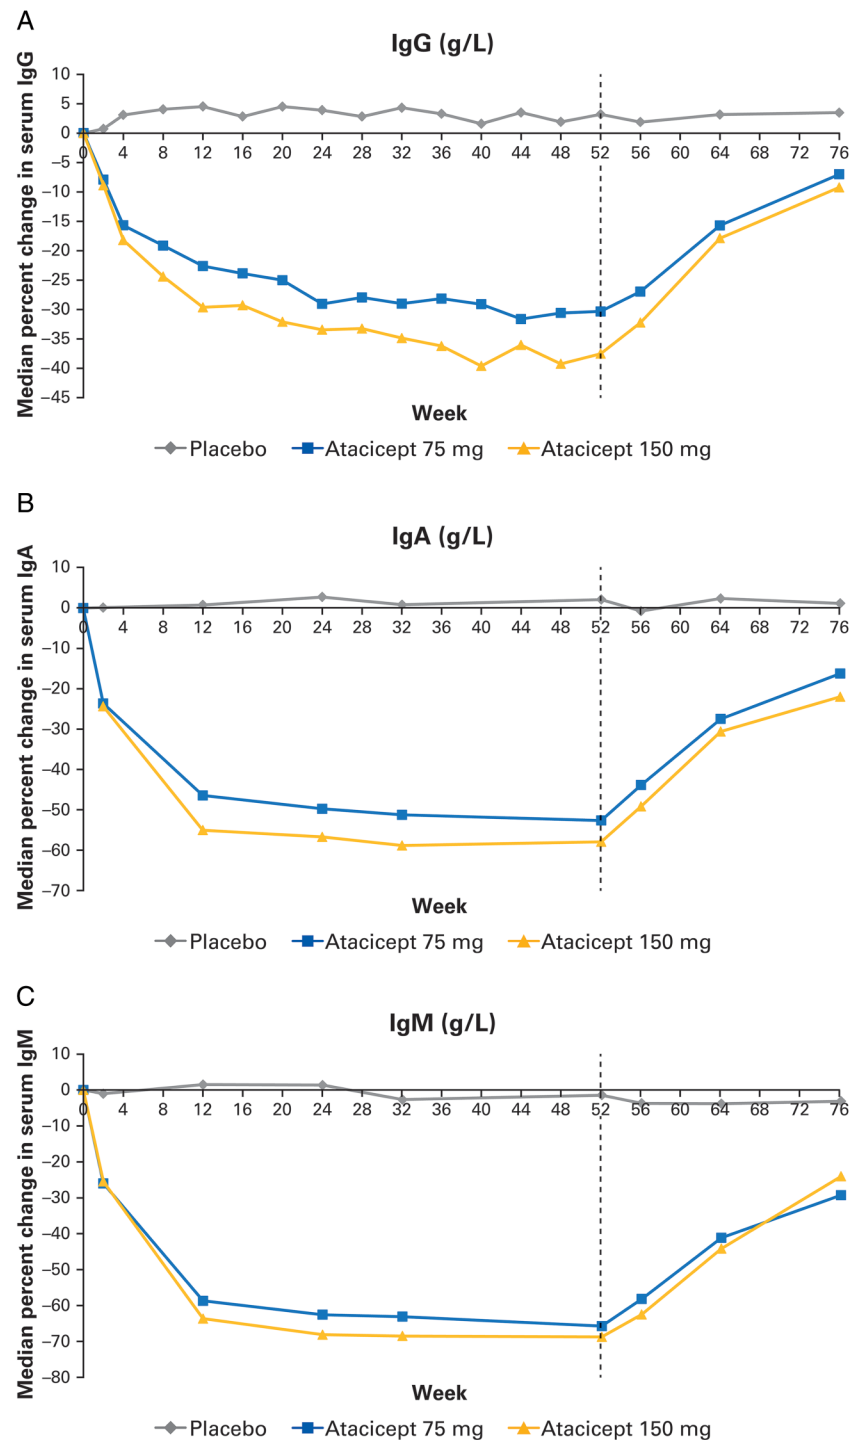 A
IgG (g/L)
Median percent change in serum IgG
10
5
0
–5
–10
–15
–20
–25
–30
–35
–40
–45
0 4 8 12 16 20 24 28 32 36 40 44 48 52 56 60 64 68 72 76
Week
Placebo Atacicept 75 mg Atacicept 150 mg
B
IgA (g/L)
Median percent change in serum IgA
10
0
–10
–20
–30
–40
–50
–60
–70
0 4 8 12 16 20 24 28 32 36 40 44 48 52 56 60 64 68 72 76
Week
Placebo Atacicept 75 mg Atacicept 150 mg
C
IgM (g/L)
Median percent change in serum IgM
10
0
–10
–20
–30
–40
–50
–60
–70
–80
0 4 8 12 16 20 24 28 32 36 40 44 48 52 56 60 64 68 72 76
Week
Placebo Atacicept 75 mg Atacicept 150 mg